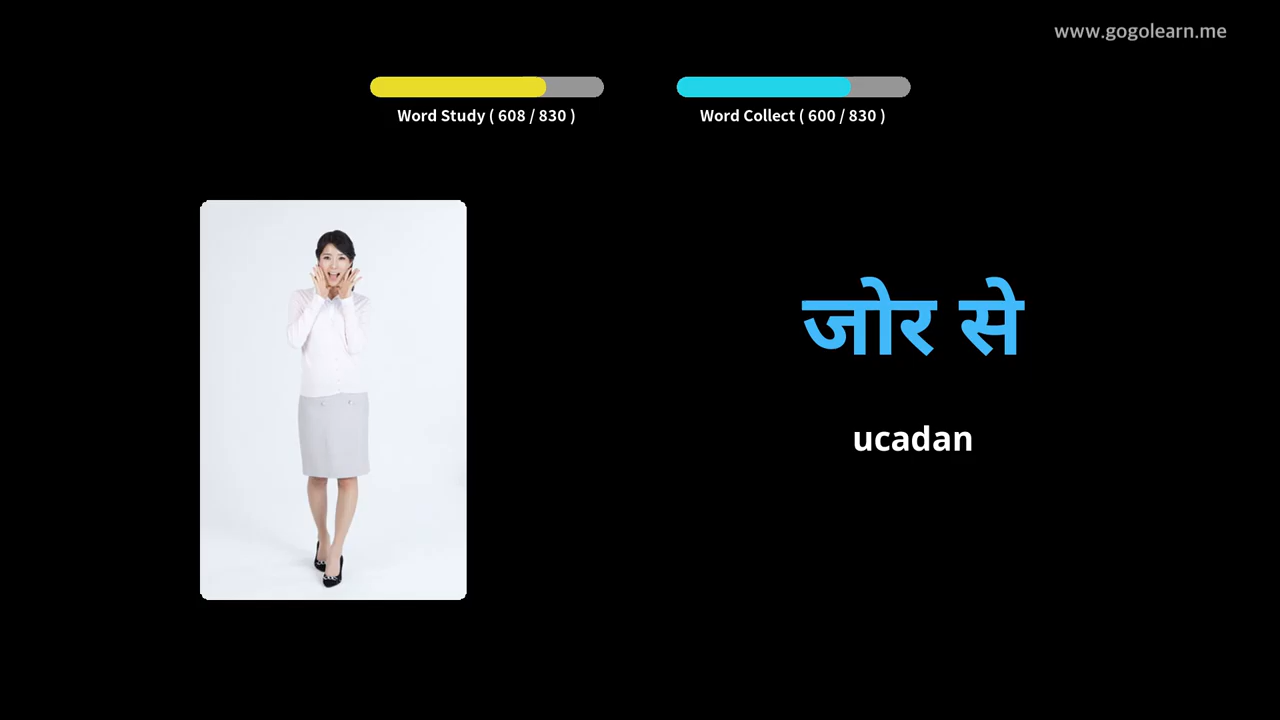 www.gogolearn.me
Word Study ( 608 / 830 )
Word Collect ( 600 / 830 )
जोर से
ucadan